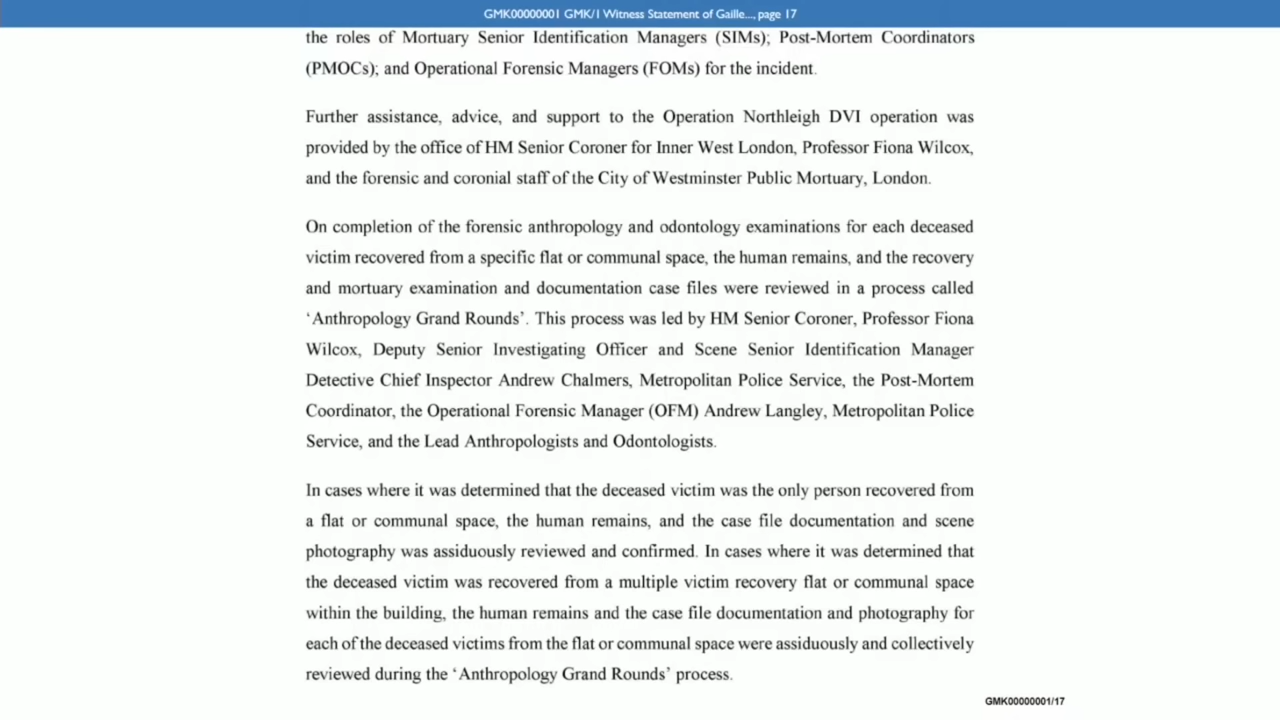 GMK00000001 GMK/1 Witness Statement of Gaille..., page 17
the roles of Mortuary Senior Identification Managers (SIMs); Post-Mortem Coordinators
(PMOCs); and Operational Forensic Managers (FOMs) for the incident.
Further assistance, advice, and support to the Operation Northleigh DVI operation was
provided by the office of HM Senior Coroner for Inner West London, Professor Fiona Wilcox,
and the forensic and coronial staff of the City of Westminster Public Mortuary, London.
On completion of the forensic anthropology and odontology examinations for each deceased
victim recovered from a specific flat or communal space, the human remains, and the recovery
and mortuary examination and documentation case files were reviewed in a process called
‘Anthropology Grand Rounds’. This process was led by HM Senior Coroner, Professor Fiona
Wilcox, Deputy Senior Investigating Officer and Scene Senior Identification Manager
Detective Chief Inspector Andrew Chalmers, Metropolitan Police Service, the Post-Mortem
Coordinator, the Operational Forensic Manager (OFM) Andrew Langley, Metropolitan Police
Service, and the Lead Anthropologists and Odontologists.
In cases where it was determined that the deceased victim was the only person recovered from
a flat or communal space, the human remains, and the case file documentation and scene
photography was assiduously reviewed and confirmed. In cases where it was determined that
the deceased victim was recovered from a multiple victim recovery flat or communal space
within the building, the human remains and the case file documentation and photography for
each of the deceased victims from the flat or communal space were assiduously and collectively
reviewed during the ‘Anthropology Grand Rounds’ process.
GMK00000001/17